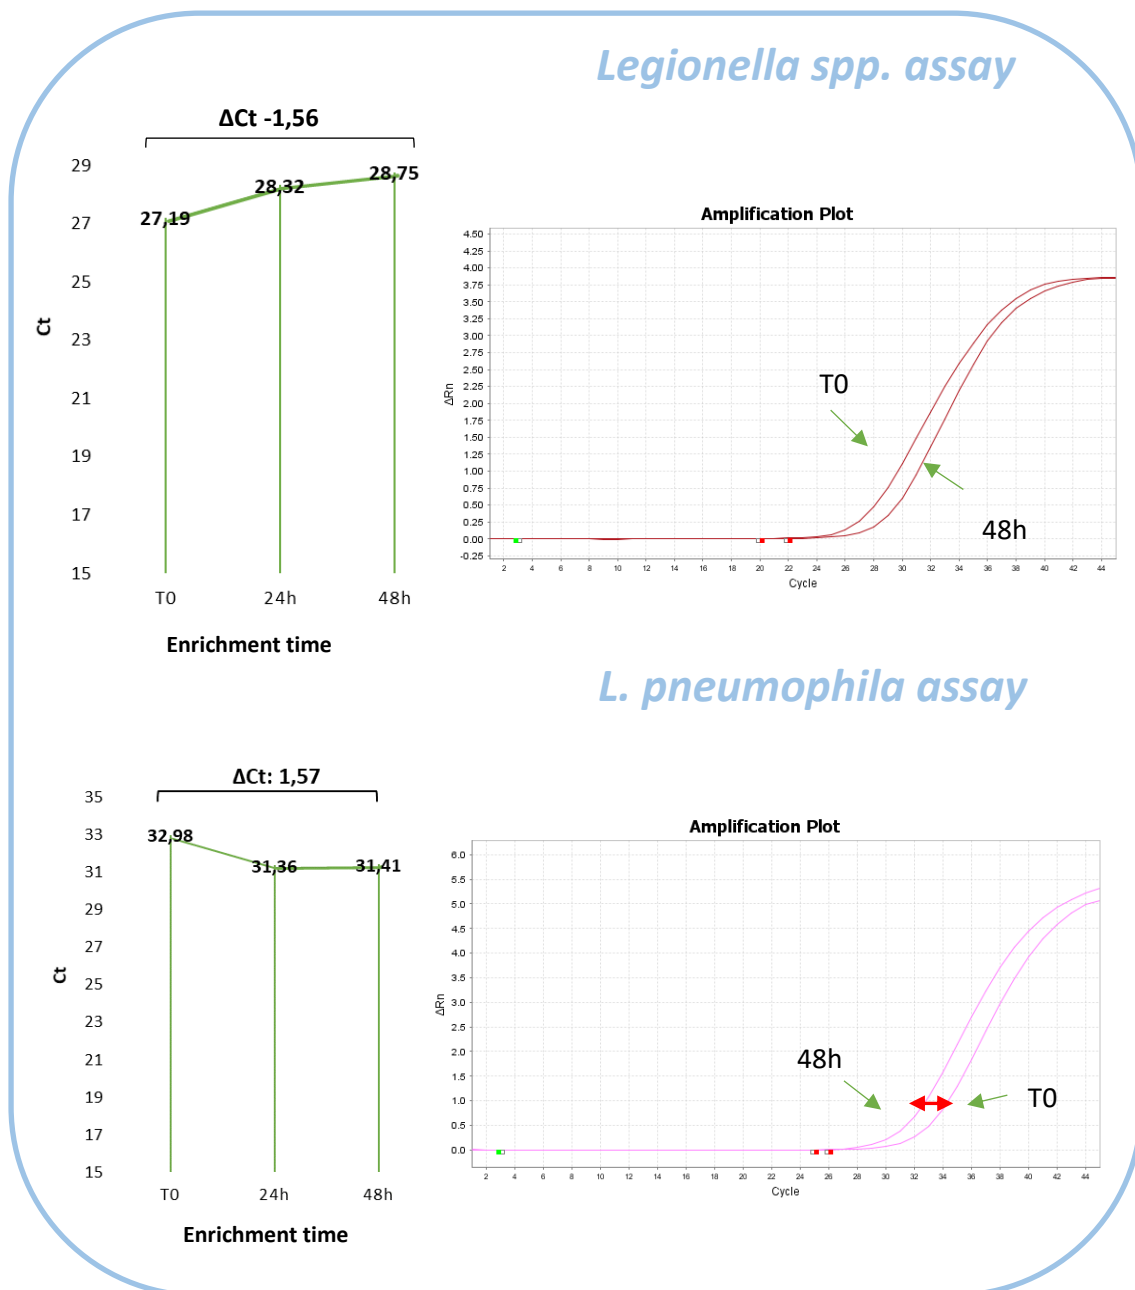 Legionella spp. assay
ΔCt -1,56
29
27
25
23
21
19
17
15
Ct
27,19
28,32
28,75
T0
24h
48h
Enrichment time
Amplification Plot
4.50
4.25
4.00
3.75
3.50
3.25
3.00
2.75
2.50
2.25
2.00
1.75
1.50
1.25
1.00
0.75
0.50
0.25
0.00
-0.25
ΔRn
T0
48h
2 4 6 8 10 12 14 16 18 20 22 24 26 28 30 32 34 36 38 40 42 44
Cycle
L. pneumophila assay
ΔCt: 1,57
35
33
31
29
27
25
23
21
19
17
15
Ct
32,98
31,36
31,41
T0
24h
48h
Enrichment time
Amplification Plot
6.0
5.5
5.0
4.5
4.0
3.5
3.0
2.5
2.0
1.5
1.0
0.5
0.0
ΔRn
48h
T0
2 4 6 8 10 12 14 16 18 20 22 24 26 28 30 32 34 36 38 40 42 44
Cycle